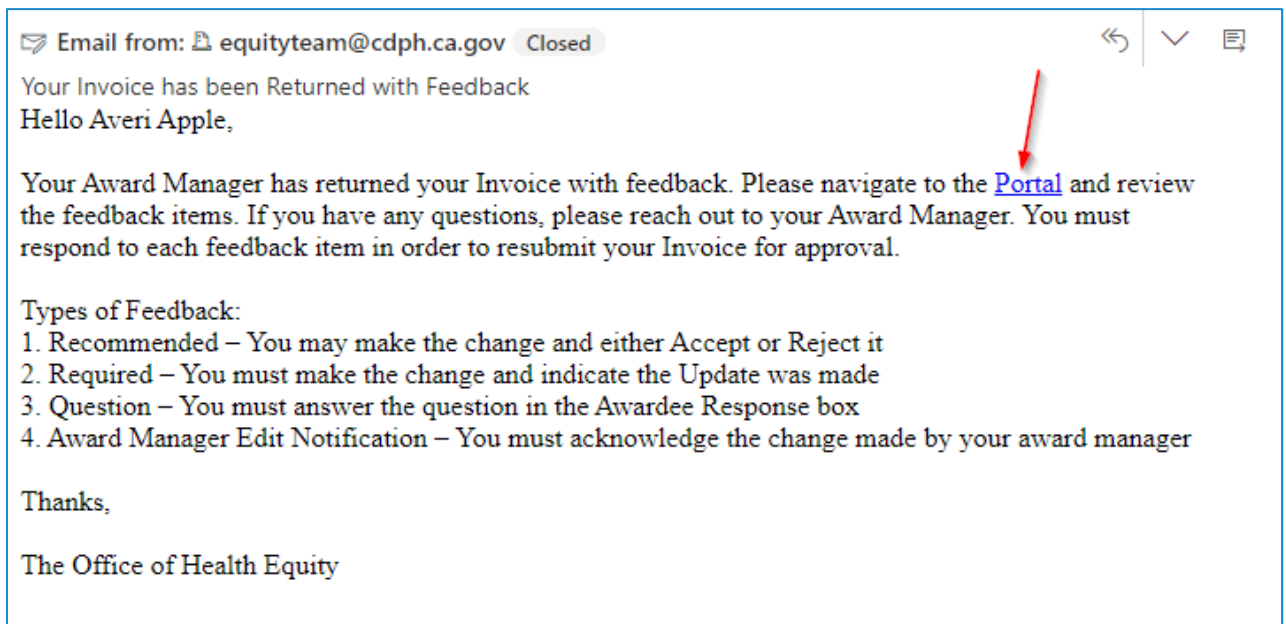 Email from: equityteam@cdph.ca.gov Closed
Your Invoice has been Returned with Feedback
Hello Averi Apple,
Your Award Manager has returned your Invoice with feedback. Please navigate to the Portal and review
the feedback items. If you have any questions, please reach out to your Award Manager. You must
respond to each feedback item in order to resubmit your Invoice for approval.
Types of Feedback:
1. Recommended – You may make the change and either Accept or Reject it
2. Required – You must make the change and indicate the Update was made
3. Question – You must answer the question in the Awardee Response box
4. Award Manager Edit Notification – You must acknowledge the change made by your award manager
Thanks,
The Office of Health Equity